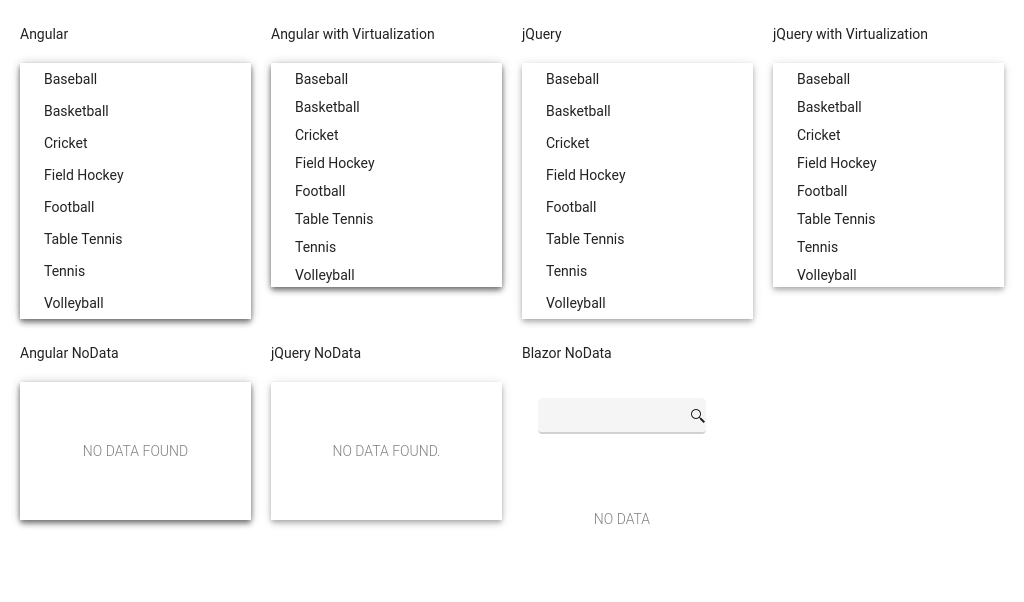 Angular
Baseball
Basketball
Cricket
Field Hockey
Football
Table Tennis
Tennis
Volleyball
Angular with Virtualization
Baseball
Basketball
Cricket
Field Hockey
Football
Table Tennis
Tennis
Volleyball
jQuery
Baseball
Basketball
Cricket
Field Hockey
Football
Table Tennis
Tennis
Volleyball
jQuery with Virtualization
Baseball
Basketball
Cricket
Field Hockey
Football
Table Tennis
Tennis
Volleyball
Angular NoData
NO DATA FOUND
jQuery NoData
NO DATA FOUND.
Blazor NoData
NO DATA